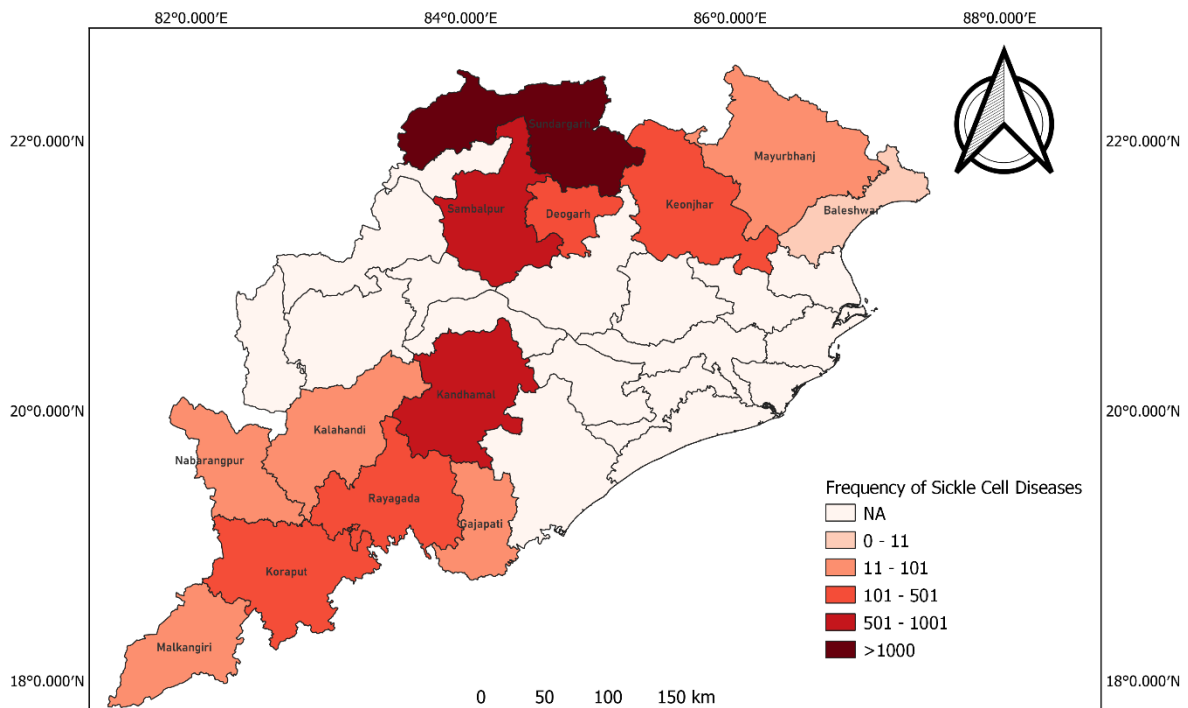 82°0.000′E 84°0.000′E 86°0.000′E 88°0.000′E
22°0.000′N 22°0.000′N
Sundargarh
Mayurbhanj
Sambalpur
Deogarh
Keonjhar
Baleshwar
20°0.000′N 20°0.000′N
Kandhamal
Kalahandi
Nabarangpur
Rayagada
Gajapati
Koraput
Malkangiri
Frequency of Sickle Cell Diseases
NA
0 - 11
11 - 101
101 - 501
501 - 1001
>1000
18°0.000′N 18°0.000′N
0 50 100 150 km